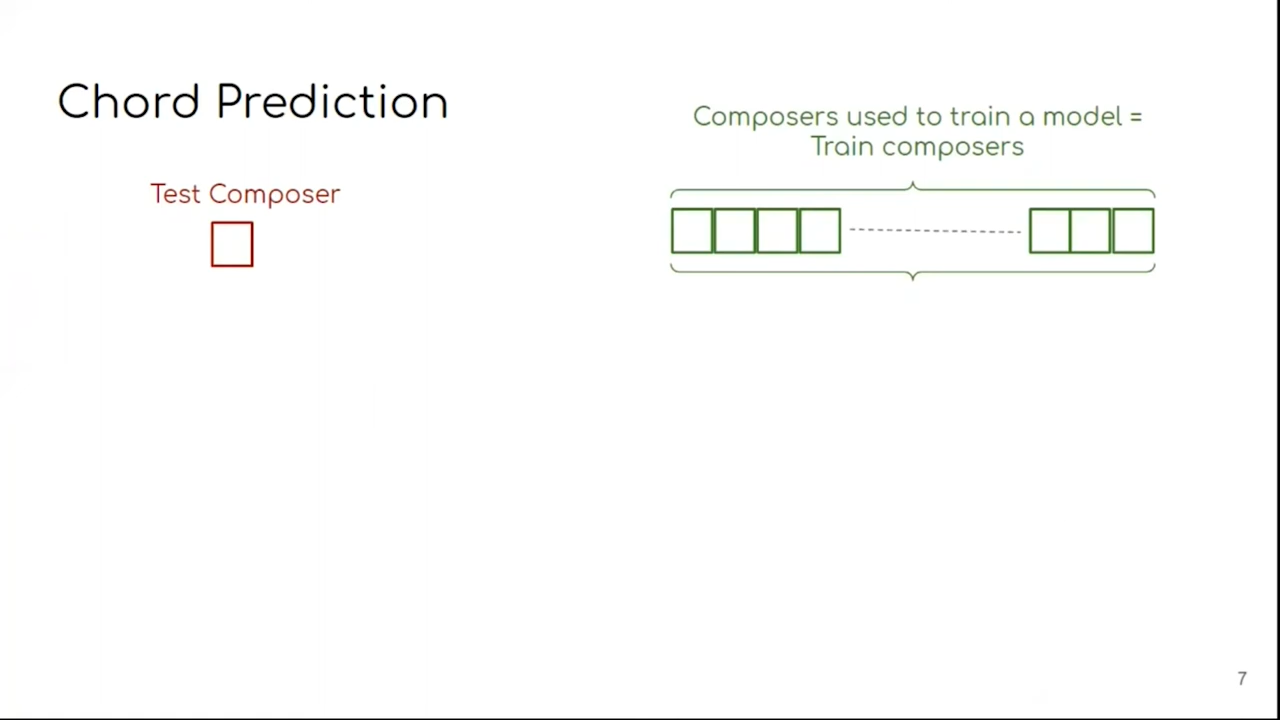 Chord Prediction
Composers used to train a model =
Train composers
Test Composer
7